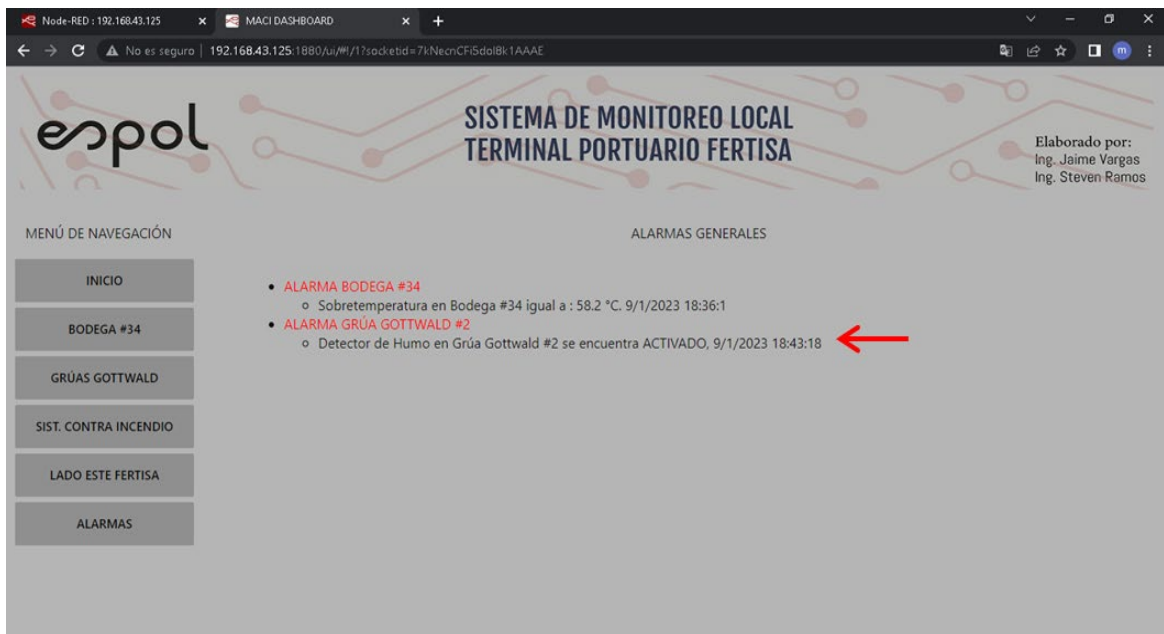 Node-RED : 192.168.43.125
MACI DASHBOARD
No es seguro | 192.168.43.125:1880/ui/#!/1?socketid=7kNecnCFi5dolBk1AAAE
m
espol
SISTEMA DE MONITOREO LOCAL
TERMINAL PORTUARIO FERTISA
Elaborado por:
Ing. Jaime Vargas
Ing. Steven Ramos
MENÚ DE NAVEGACIÓN
INICIO
BODEGA #34
GRÚAS GOTTWALD
SIST. CONTRA INCENDIO
LADO ESTE FERTISA
ALARMAS
ALARMAS GENERALES
ALARMA BODEGA #34
Sobretemperatura en Bodega #34 igual a : 58.2 °C. 9/1/2023 18:36:1
ALARMA GRÚA GOTTWALD #2
Detector de Humo en Grúa Gottwald #2 se encuentra ACTIVADO, 9/1/2023 18:43:18